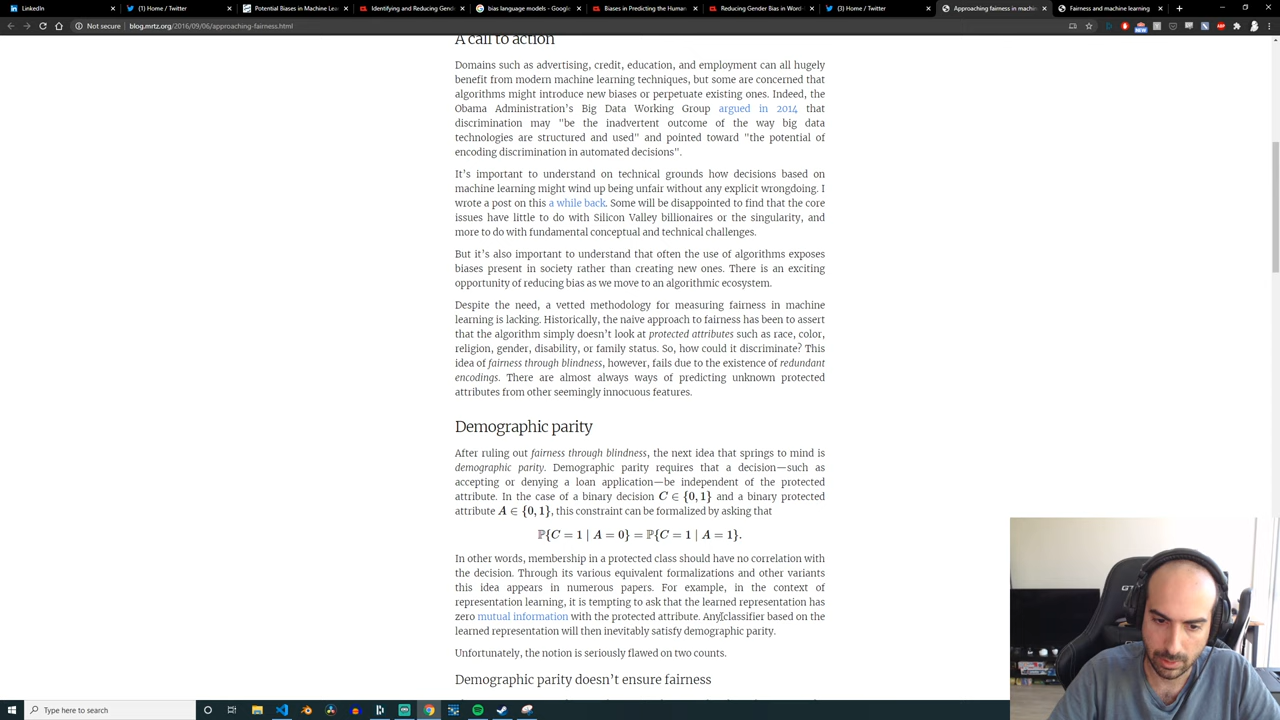 LinkedIn
(1) Home / Twitter
Potential Biases in Machine Lea
Identifying and Reducing Gende
bias language models - Google
Biases in Predicting the Human
Reducing Gender Bias in Word-
(3) Home / Twitter
Approaching fairness in machin
Fairness and machine learning
Not secure | blog.mrtz.org/2016/09/06/approaching-fairness.html
A call to action
Domains such as advertising, credit, education, and employment can all hugely
benefit from modern machine learning techniques, but some are concerned that
algorithms might introduce new biases or perpetuate existing ones. Indeed, the
Obama Administration's Big Data Working Group argued in 2014 that
discrimination may "be the inadvertent outcome of the way big data
technologies are structured and used" and pointed toward "the potential of
encoding discrimination in automated decisions".
It's important to understand on technical grounds how decisions based on
machine learning might wind up being unfair without any explicit wrongdoing. I
wrote a post on this a while back. Some will be disappointed to find that the core
issues have little to do with Silicon Valley billionaires or the singularity, and
more to do with fundamental conceptual and technical challenges.
But it's also important to understand that often the use of algorithms exposes
biases present in society rather than creating new ones. There is an exciting
opportunity of reducing bias as we move to an algorithmic ecosystem.
Despite the need, a vetted methodology for measuring fairness in machine
learning is lacking. Historically, the naive approach to fairness has been to assert
that the algorithm simply doesn't look at protected attributes such as race, color,
religion, gender, disability, or family status. So, how could it discriminate? This
idea of fairness through blindness, however, fails due to the existence of redundant
encodings. There are almost always ways of predicting unknown protected
attributes from other seemingly innocuous features.
Demographic parity
After ruling out fairness through blindness, the next idea that springs to mind is
demographic parity. Demographic parity requires that a decision—such as
accepting or denying a loan application—be independent of the protected
attribute. In the case of a binary decision C ∈ {0, 1} and a binary protected
attribute A ∈ {0, 1}, this constraint can be formalized by asking that
ℙ{C = 1 | A = 0} = ℙ{C = 1 | A = 1}.
In other words, membership in a protected class should have no correlation with
the decision. Through its various equivalent formalizations and other variants
this idea appears in numerous papers. For example, in the context of
representation learning, it is tempting to ask that the learned representation has
zero mutual information with the protected attribute. Any classifier based on the
learned representation will then inevitably satisfy demographic parity.
Unfortunately, the notion is seriously flawed on two counts.
Demographic parity doesn't ensure fairness
Type here to search